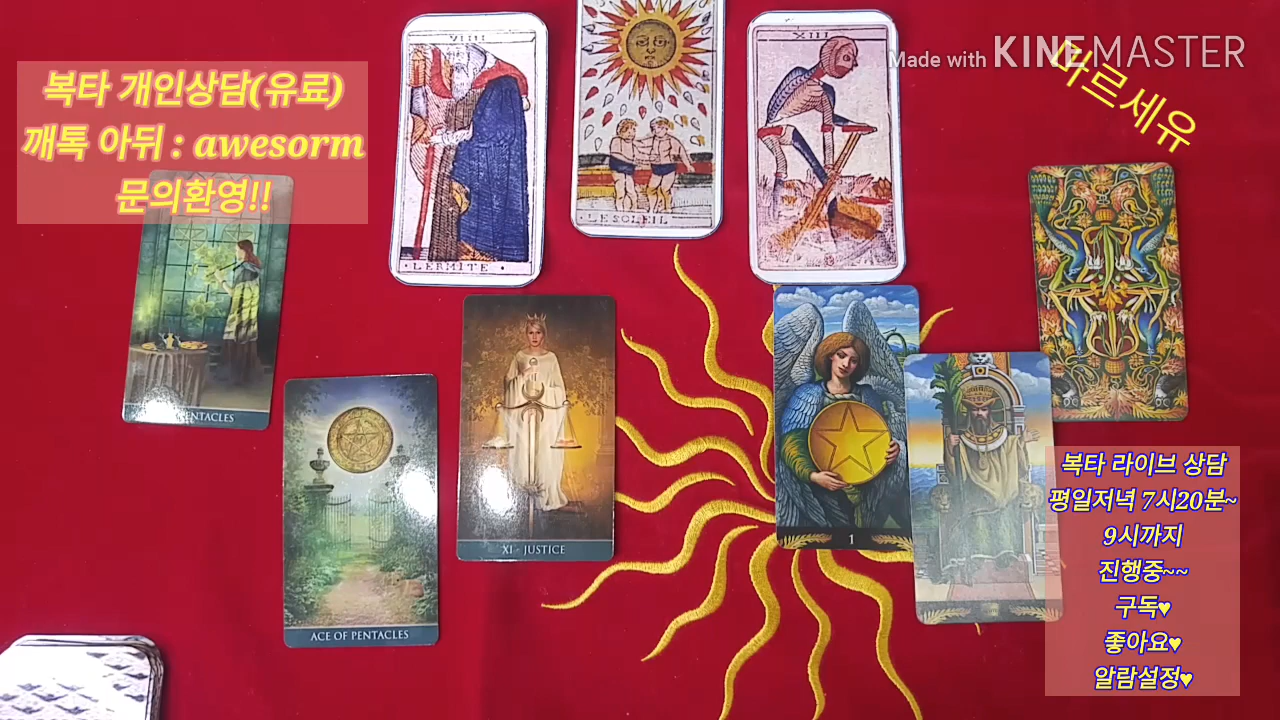 복타 개인상담(유료)
깨톡 아뒤 : awesorm
문의환영!!
VIIII
LERMITE
LE SOLEIL
XIII
Made with KINEMASTER
마르세유
PENTACLES
ACE OF PENTACLES
XI - JUSTICE
1
복타 라이브 상담
평일저녁 7시20분~
9시까지
진행중~~
구독♥
좋아요♥
알람설정♥